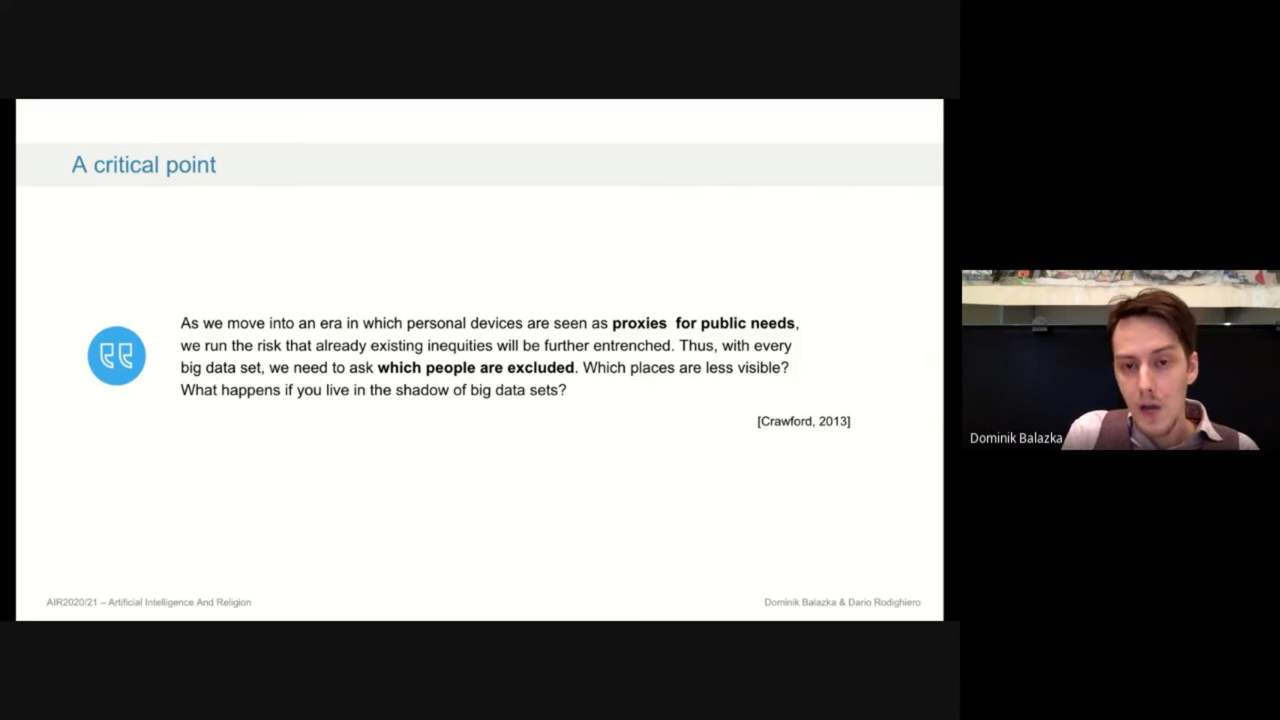 A critical point
As we move into an era in which personal devices are seen as proxies for public needs,
we run the risk that already existing inequities will be further entrenched. Thus, with every
big data set, we need to ask which people are excluded. Which places are less visible?
What happens if you live in the shadow of big data sets?
[Crawford, 2013]
Dominik Balazka
AIR2020/21 – Artificial Intelligence And Religion
Dominik Balazka & Dario Rodighiero